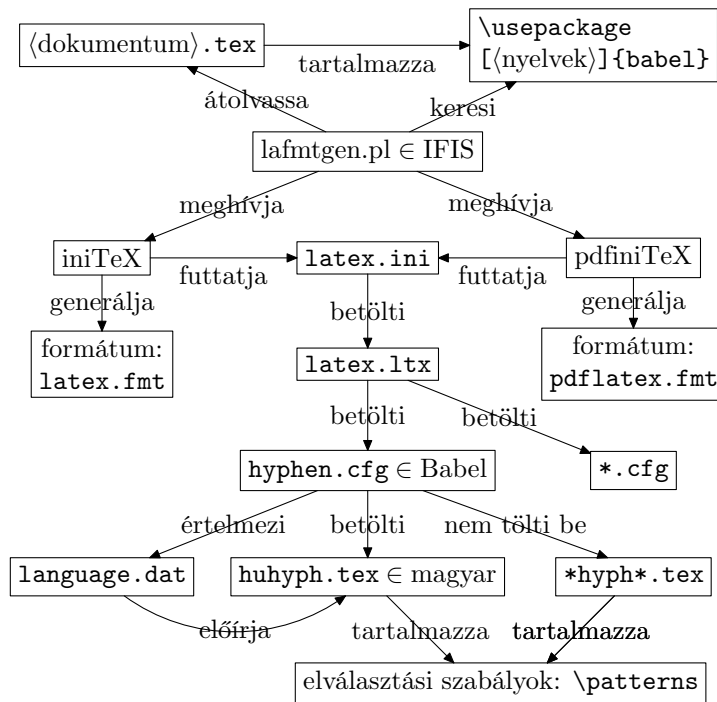 ⟨dokumentum⟩.tex
\usepackage
[⟨nyelvek⟩]{babel}
tartalmazza
átolvassa
keresi
lafmtgen.pl ∈ IFIS
meghívja
meghívja
iniTeX
futtatja
latex.ini
futtatja
pdfiniTeX
generálja
betölti
generálja
formátum:
latex.fmt
latex.ltx
formátum:
pdflatex.fmt
betölti
betölti
hyphen.cfg ∈ Babel
*.cfg
értelmezi
betölti
nem tölti be
language.dat
huhyph.tex ∈ magyar
*hyph*.tex
előírja
tartalmazza
tartalmazza
elválasztási szabályok: \patterns